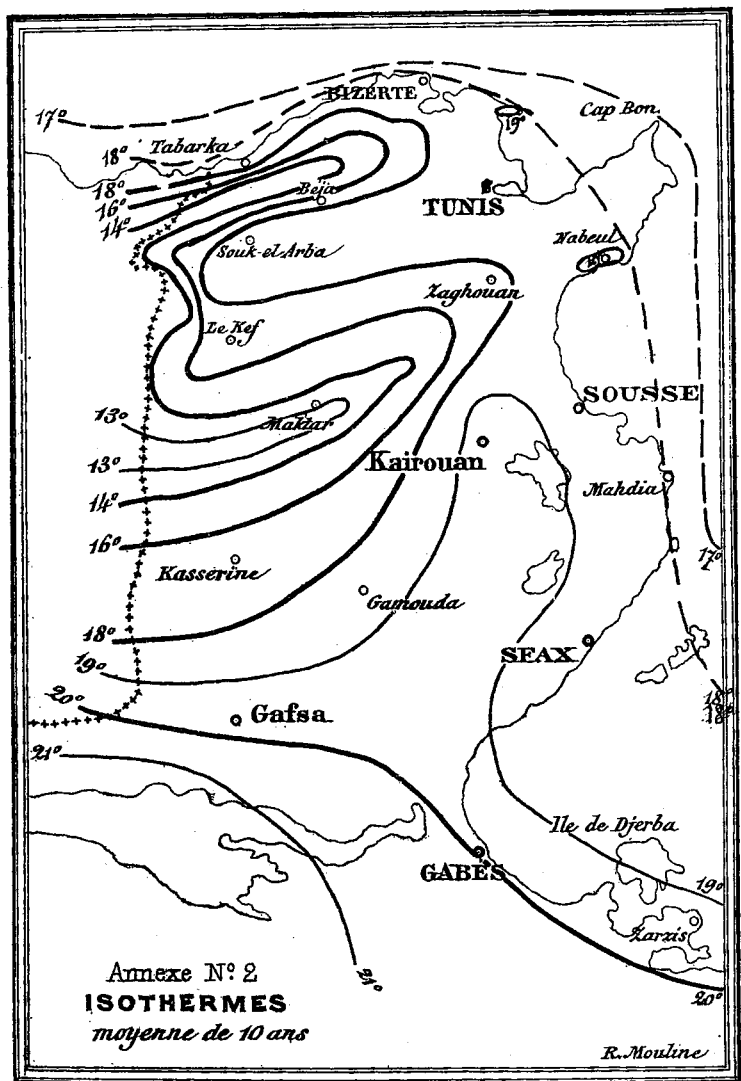 BIZERTE
17°
Cap Bon.
19°
Tabarka
18°
18°
16°
14°
Beja
TUNIS
Souk-el-Arba
Nabeul
Zaghouan
Le Kef
SOUSSE
13°
Maktar
13°
Kairouan
14°
Mahdia
16°
17°
Kasserine
Gamouda
18°
19°
SFAX
20°
18°
18°
Gafsa
21°
Ile de Djerba
GABÈS
19°
Zarzis
21°
20°
Annexe N° 2
ISOTHERMES
moyenne de 10 ans
R. Mouline